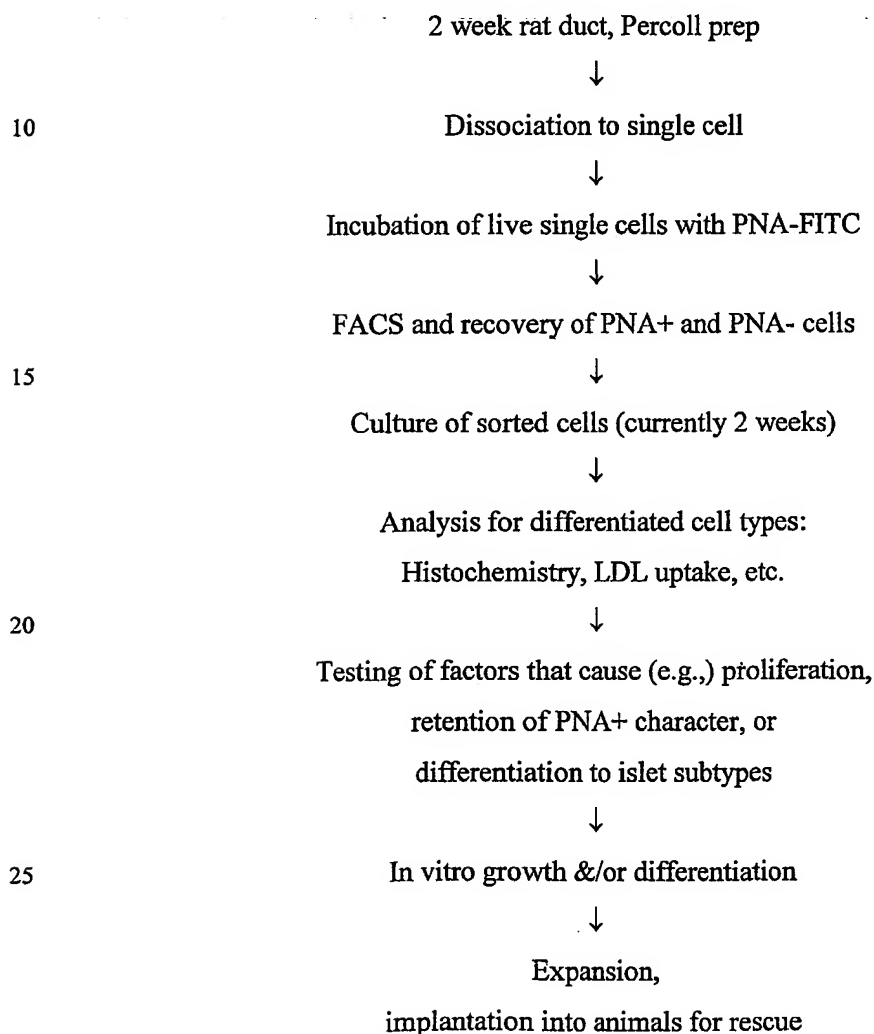 2 week rat duct, Percoll prep
↓
10 Dissociation to single cell
↓
Incubation of live single cells with PNA-FITC
↓
FACS and recovery of PNA+ and PNA- cells
15 ↓
Culture of sorted cells (currently 2 weeks)
↓
Analysis for differentiated cell types:
Histochemistry, LDL uptake, etc.
20 ↓
Testing of factors that cause (e.g.,) proliferation,
retention of PNA+ character, or
differentiation to islet subtypes
↓
25 In vitro growth &/or differentiation
↓
Expansion,
implantation into animals for rescue